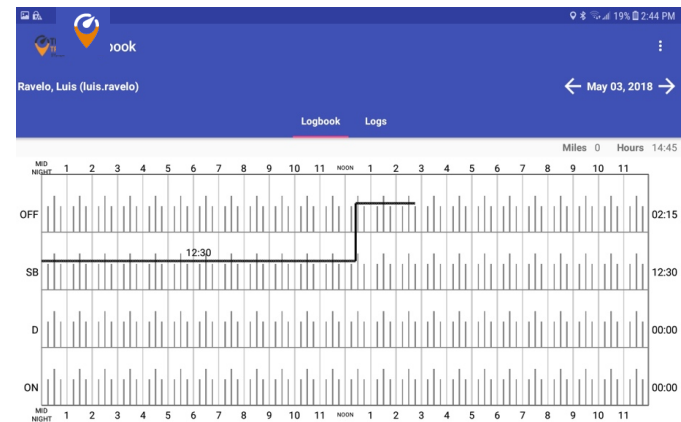 19% 2:44 PM
book
Ravelo, Luis (luis.ravelo)
May 03, 2018
Logbook Logs
Miles 0 Hours 14:45
MID NIGHT 1 2 3 4 5 6 7 8 9 10 11 NOON 1 2 3 4 5 6 7 8 9 10 11
OFF 02:15
12:30
SB 12:30
D 00:00
ON 00:00
MID NIGHT 1 2 3 4 5 6 7 8 9 10 11 NOON 1 2 3 4 5 6 7 8 9 10 11